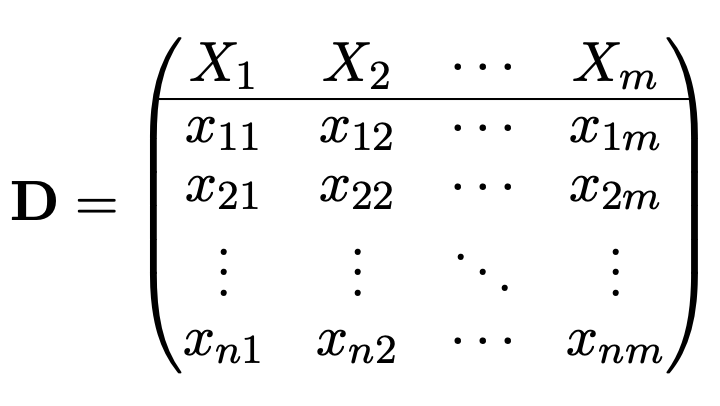 X₁ X₂ ⋯ Xₘ
x₁₁ x₁₂ ⋯ x₁ₘ
D = x₂₁ x₂₂ ⋯ x₂ₘ
⋮ ⋮ ⋱ ⋮
xₙ₁ xₙ₂ ⋯ xₙₘ